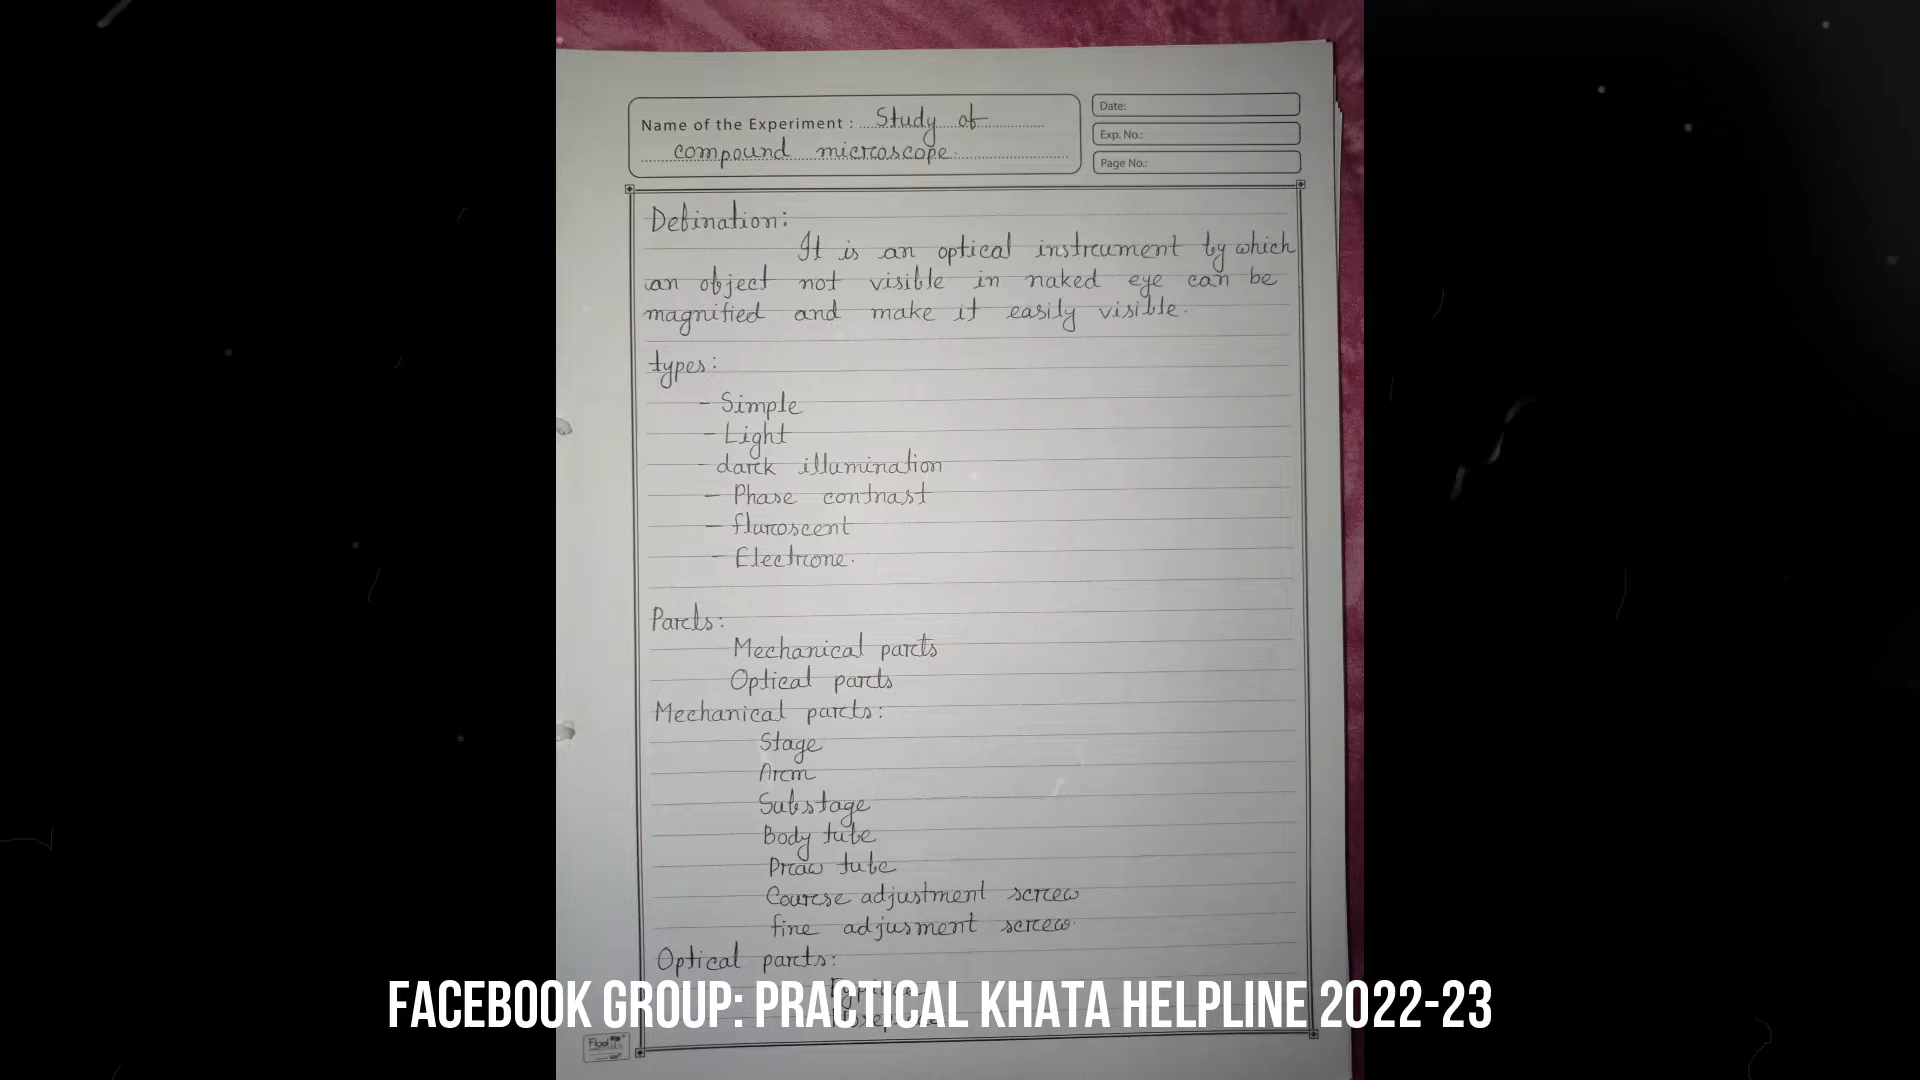 Name of the Experiment : Study of
compound microscope.
Date:
Exp. No.:
Page No.:
Defination:
It is an optical instrument by which
an object not visible in naked eye can be
magnified and make it easily visible.
types:
- Simple
- Light
- dark illumination
- Phase contrast
- fluroscent
- Electrone.
Parts:
Mechanical parts
Optical parts
Mechanical parts:
Stage
Arm
Substage
Body tube
Draw tube
Course adjustment screw
fine adjusment screw.
Optical parts:
FACEBOOK GROUP: PRACTICAL KHATA HELPLINE 2022-23